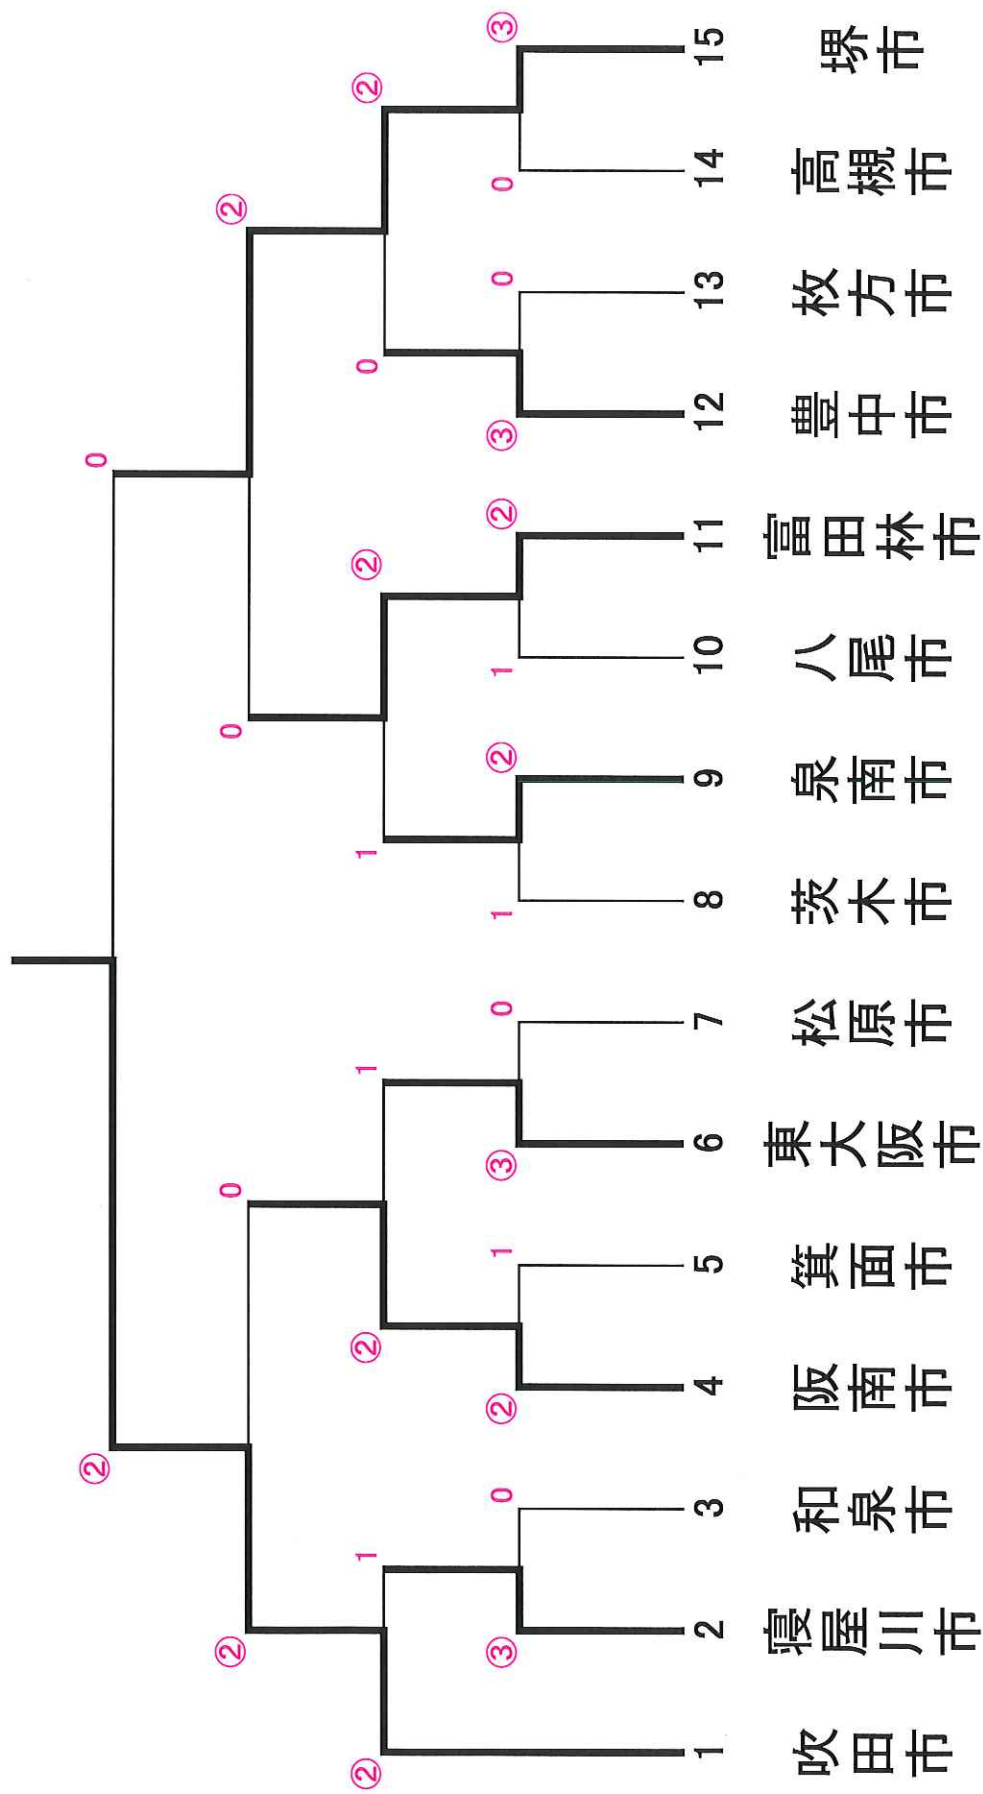 ② 0
② 0 0 ②
② 1 ② 1 1 ② 0 ②
③ 0 ② 1 ③ 0 1 ② 1 ② ③ 0 0 ③
1 2 3 4 5 6 7 8 9 10 11 12 13 14 15
吹田市
寝屋川市
和泉市
阪南市
箕面市
東大阪市
松原市
茨木市
泉南市
八尾市
富田林市
豊中市
枚方市
高槻市
堺市